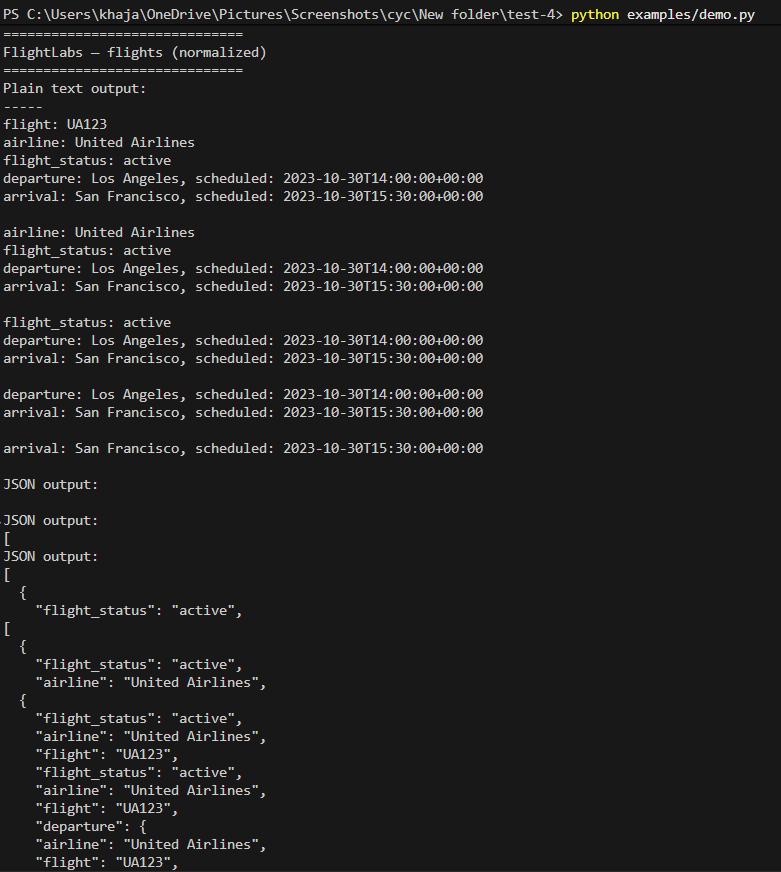 PS C:\Users\khaja\OneDrive\Pictures\Screenshots\cyc\New folder\test-4> python examples/demo.py
==============================
FlightLabs — flights (normalized)
==============================
Plain text output:
-----
flight: UA123
airline: United Airlines
flight_status: active
departure: Los Angeles, scheduled: 2023-10-30T14:00:00+00:00
arrival: San Francisco, scheduled: 2023-10-30T15:30:00+00:00

airline: United Airlines
flight_status: active
departure: Los Angeles, scheduled: 2023-10-30T14:00:00+00:00
arrival: San Francisco, scheduled: 2023-10-30T15:30:00+00:00

flight_status: active
departure: Los Angeles, scheduled: 2023-10-30T14:00:00+00:00
arrival: San Francisco, scheduled: 2023-10-30T15:30:00+00:00

departure: Los Angeles, scheduled: 2023-10-30T14:00:00+00:00
arrival: San Francisco, scheduled: 2023-10-30T15:30:00+00:00

arrival: San Francisco, scheduled: 2023-10-30T15:30:00+00:00

JSON output:

JSON output:
[
JSON output:
[
  {
    "flight_status": "active",
[
  {
    "flight_status": "active",
    "airline": "United Airlines",
  {
    "flight_status": "active",
    "airline": "United Airlines",
    "flight": "UA123",
    "flight_status": "active",
    "airline": "United Airlines",
    "flight": "UA123",
    "departure": {
    "airline": "United Airlines",
    "flight": "UA123",